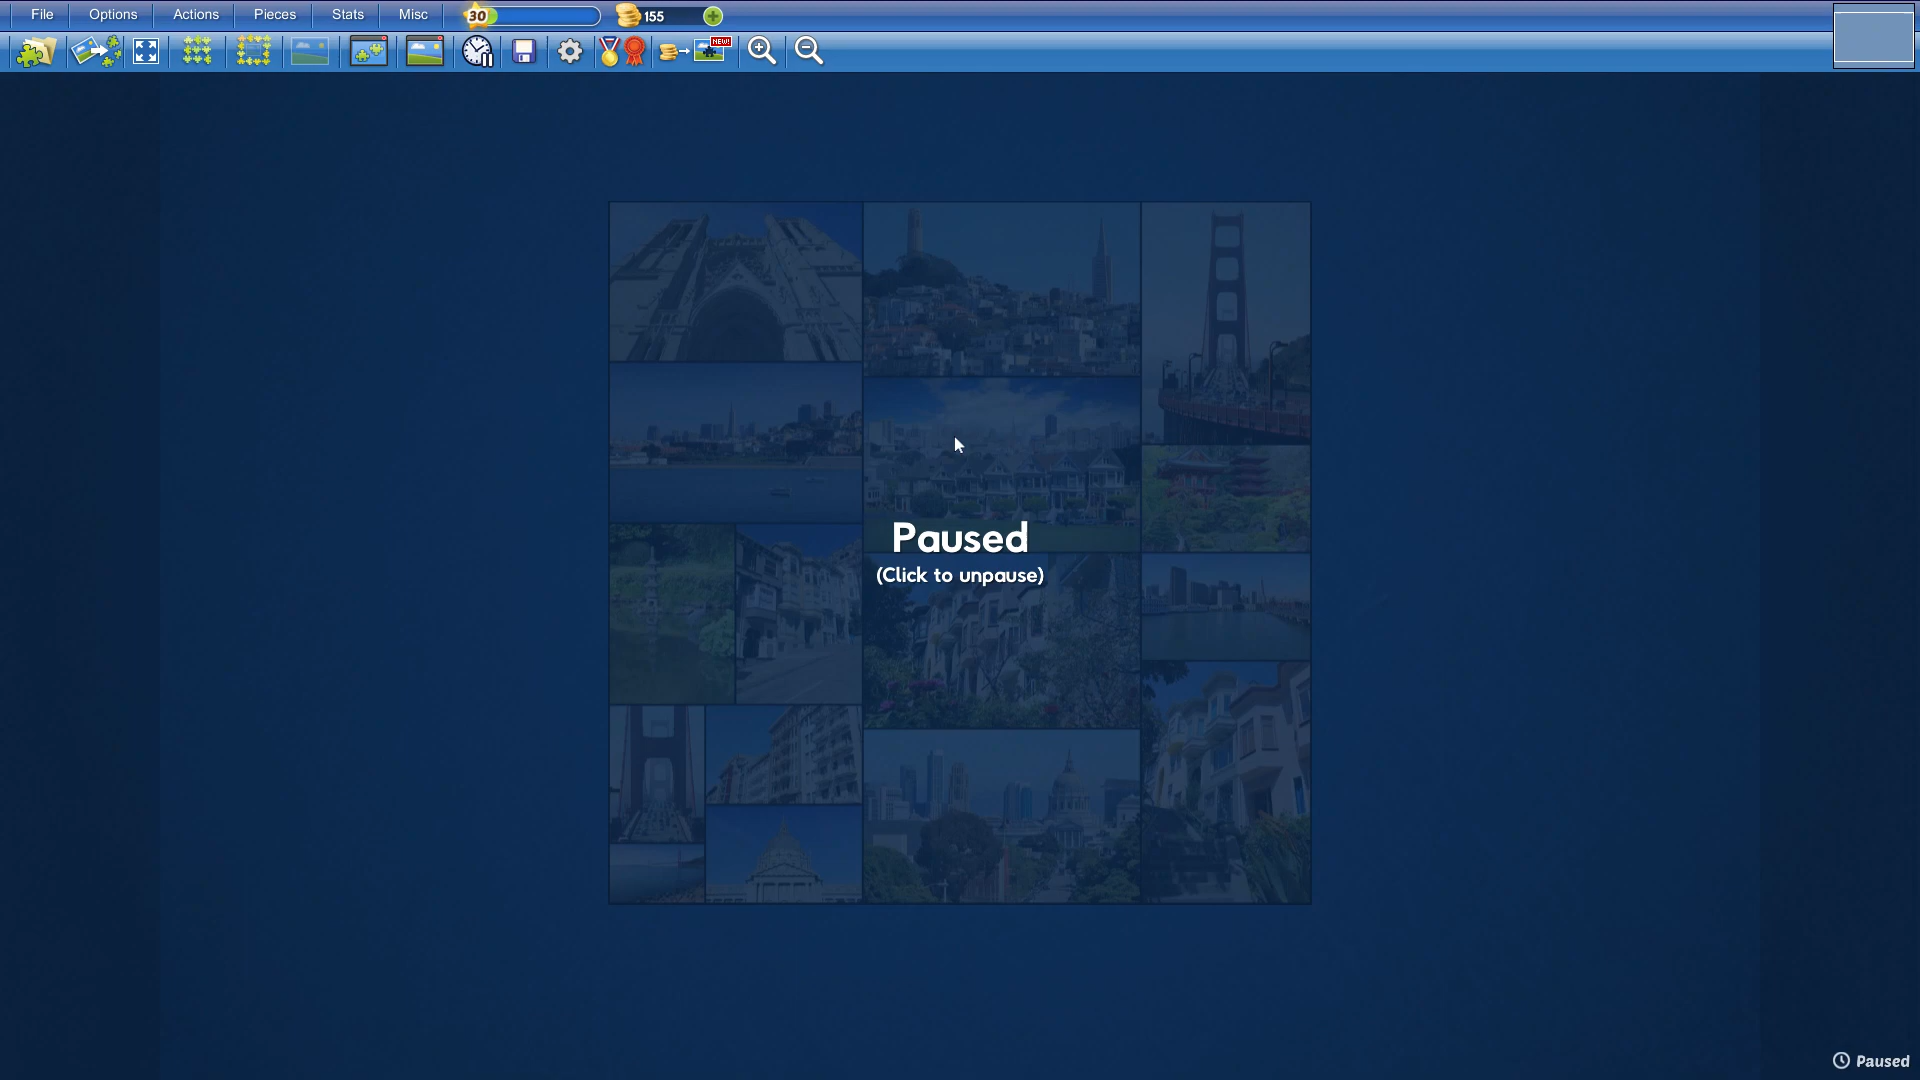 File Options Actions Pieces Stats Misc 30 155
NEW!
Paused
(Click to unpause)
Paused